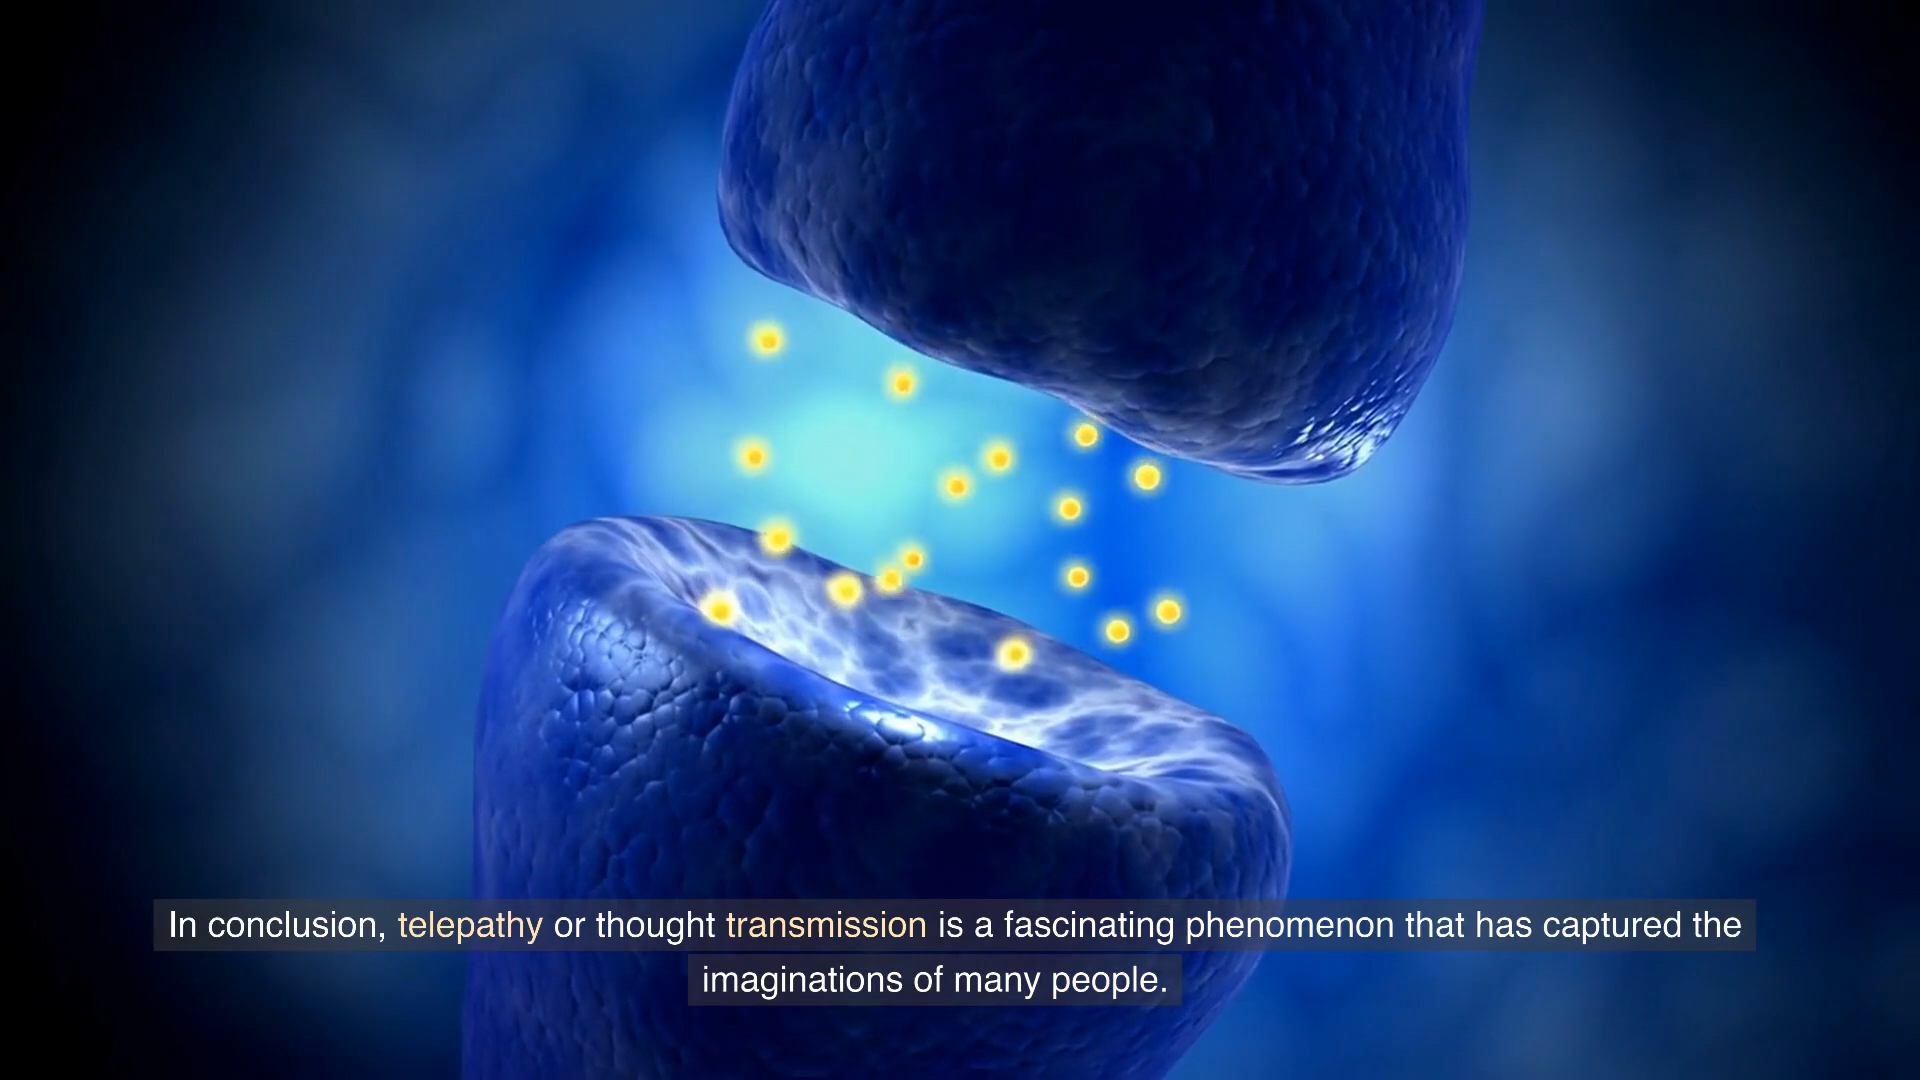 In conclusion, telepathy or thought transmission is a fascinating phenomenon that has captured the
imaginations of many people.